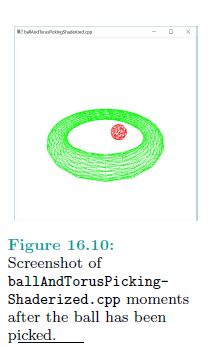 ballAndTorusPickingShaderized.cpp
Figure 16.10:
Screenshot of
ballAndTorusPicking-
Shaderized.cpp moments
after the ball has been
picked.